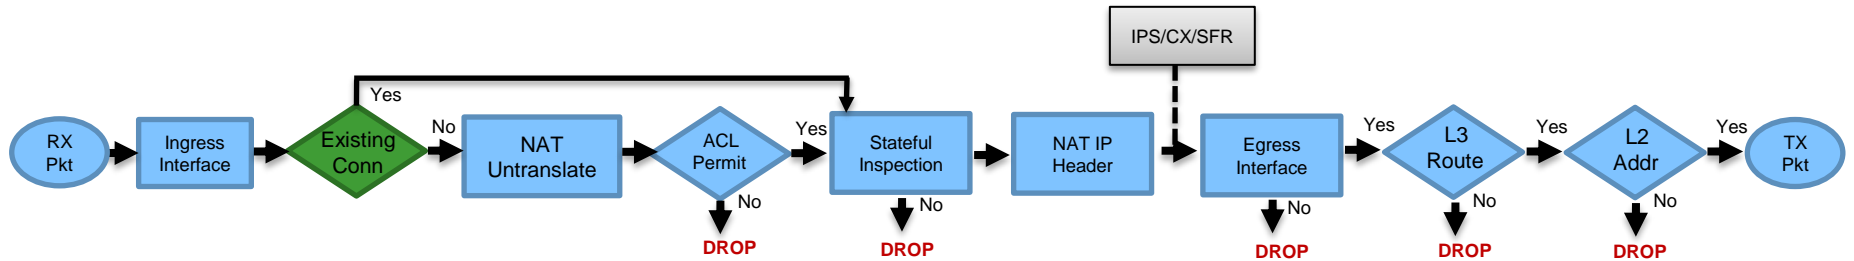 IPS/CX/SFR
RX
Pkt
Ingress
Interface
Existing
Conn
Yes
No
NAT
Untranslate
ACL
Permit
Yes
No
DROP
Stateful
Inspection
No
DROP
NAT IP
Header
Egress
Interface
Yes
No
DROP
L3
Route
Yes
No
DROP
L2
Addr
Yes
No
DROP
TX
Pkt